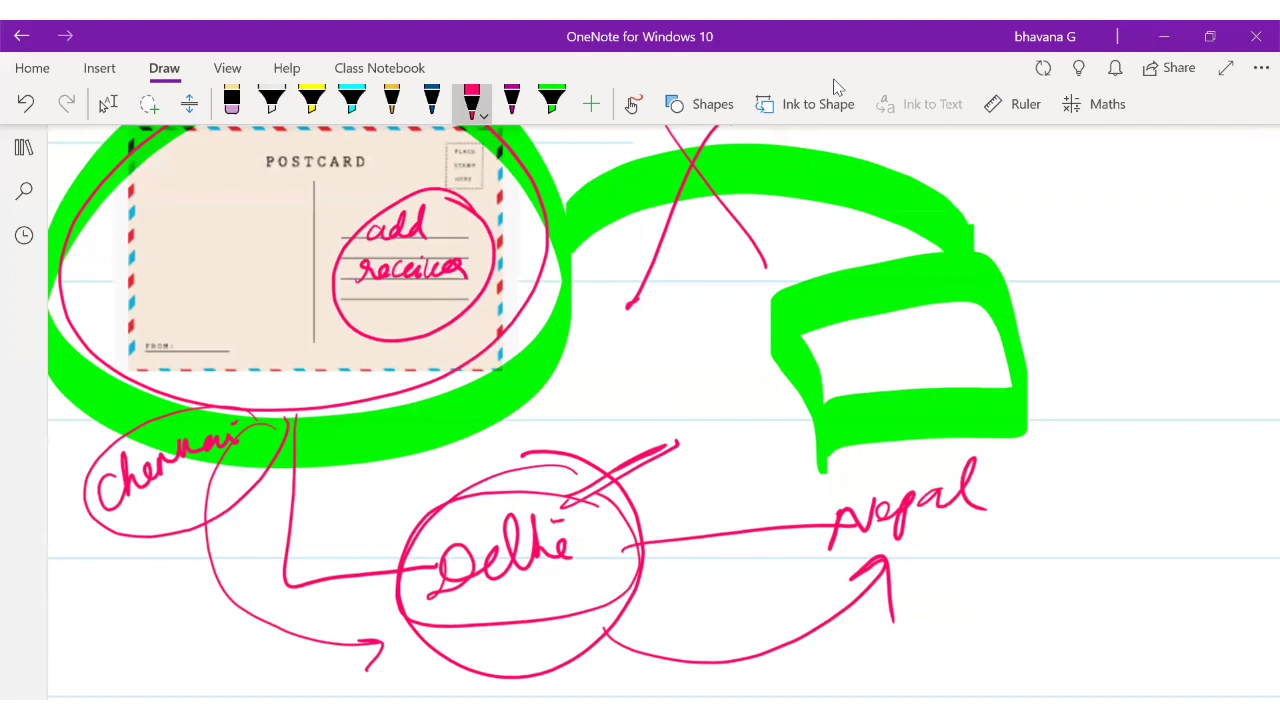 OneNote for Windows 10
bhavana G
Home Insert Draw View Help Class Notebook
Share
Shapes
Ink to Shape
Ink to Text
Ruler
Maths
POSTCARD
PLACE
STAMP
HERE
add
receiver
FROM:
chennai
Delhi
Nepal